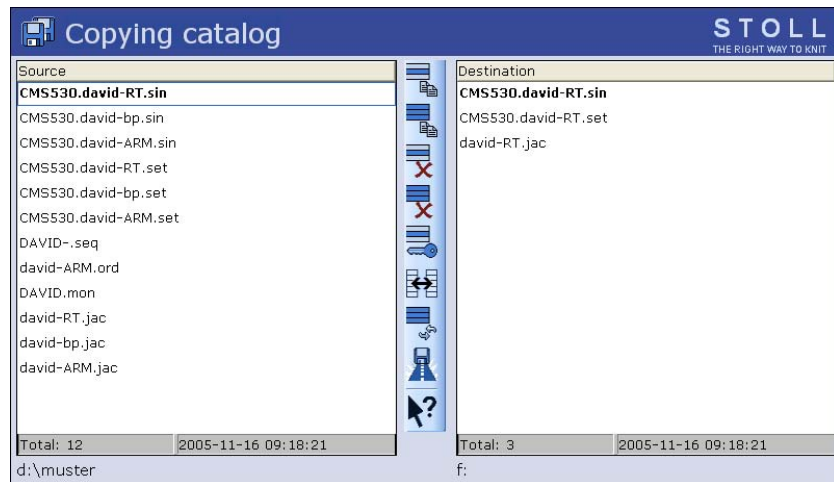 Copying catalog
STOLL
THE RIGHT WAY TO KNIT
Source
CMS530.david-RT.sin
CMS530.david-bp.sin
CMS530.david-ARM.sin
CMS530.david-RT.set
CMS530.david-bp.set
CMS530.david-ARM.set
DAVID-.seq
david-ARM.ord
DAVID.mon
david-RT.jac
david-bp.jac
david-ARM.jac
Total: 12
2005-11-16 09:18:21
d:\muster
?
Destination
CMS530.david-RT.sin
CMS530.david-RT.set
david-RT.jac
Total: 3
2005-11-16 09:18:21
f: